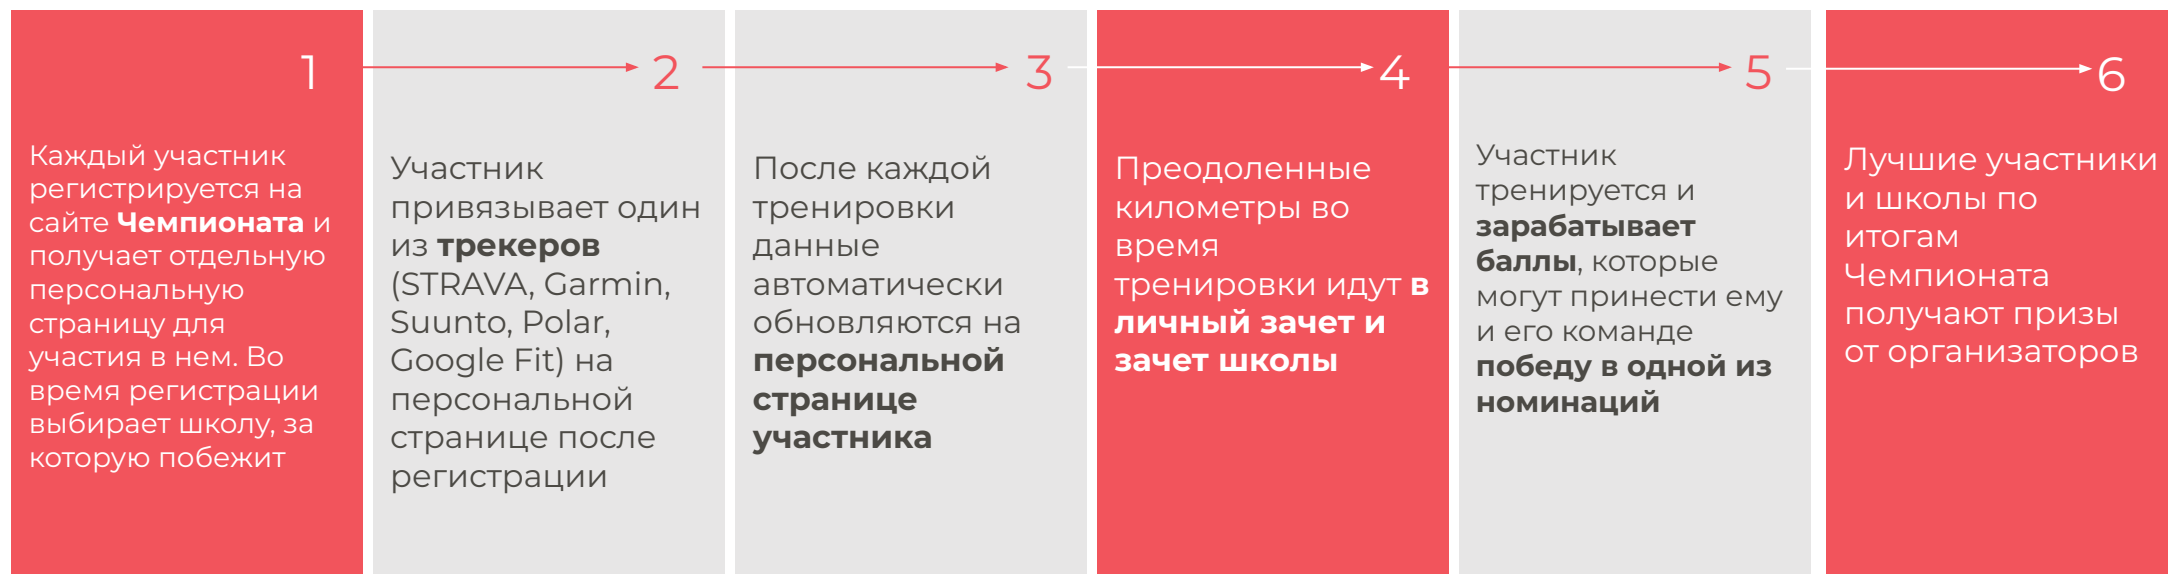 1
Каждый участник
регистрируется на
сайте Чемпионата и
получает отдельную
персональную
страницу для
участия в нем. Во
время регистрации
выбирает школу, за
которую побежит
2
Участник
привязывает один
из трекеров
(STRAVA, Garmin,
Suunto, Polar,
Google Fit) на
персональной
странице после
регистрации
3
После каждой
тренировки
данные
автоматически
обновляются на
персональной
странице
участника
4
Преодоленные
километры во
время
тренировки идут в
личный зачет и
зачет школы
5
Участник
тренируется и
зарабатывает
баллы, которые
могут принести ему
и его команде
победу в одной из
номинаций
6
Лучшие участники
и школы по
итогам
Чемпионата
получают призы
от организаторов